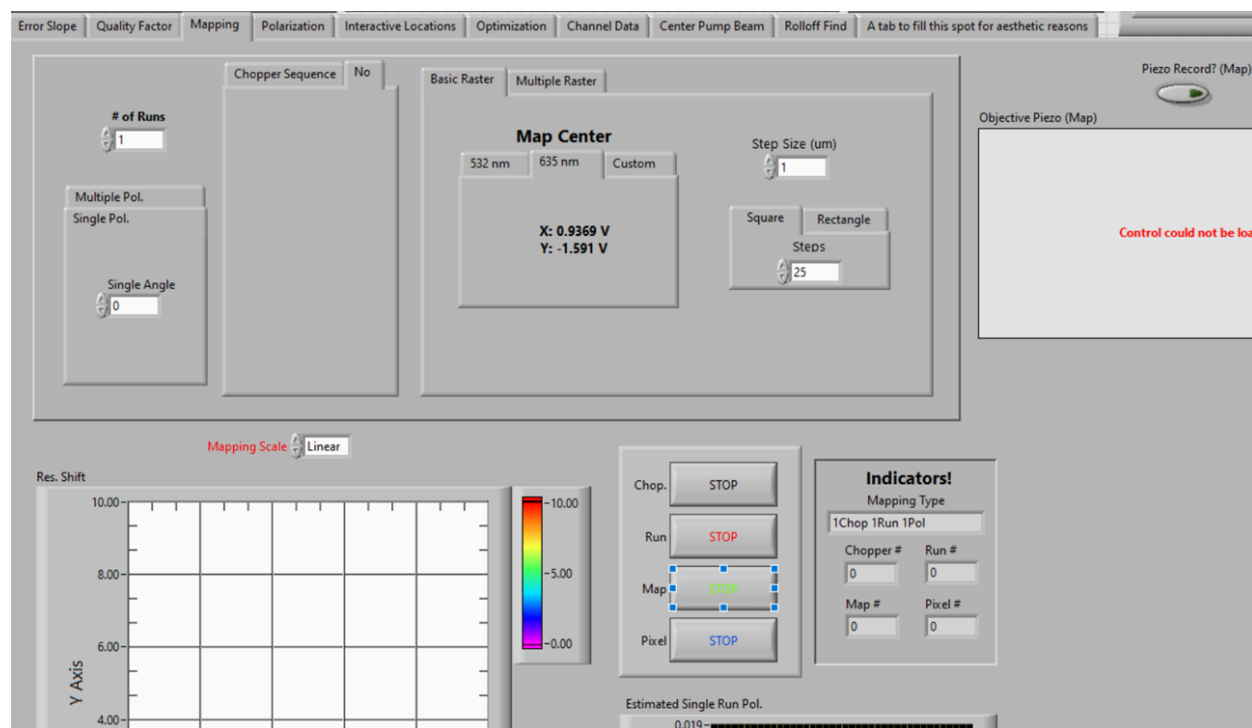 Error Slope
Quality Factor
Mapping
Polarization
Interactive Locations
Optimization
Channel Data
Center Pump Beam
Rolloff Find
A tab to fill this spot for aesthetic reasons
# of Runs
1
Multiple Pol.
Single Pol.
Single Angle
0
Chopper Sequence
No
Basic Raster
Multiple Raster
Map Center
532 nm
635 nm
Custom
X: 0.9369 V
Y: -1.591 V
Step Size (um)
1
Square
Rectangle
Steps
25
Piezo Record? (Map)
Objective Piezo (Map)
Control could not be loa
Mapping Scale
Linear
Res. Shift
10.00
8.00
6.00
4.00
Y Axis
10.00
5.00
0.00
Chop.
STOP
Run
STOP
Map
STOP
Pixel
STOP
Indicators!
Mapping Type
1Chop 1Run 1Pol
Chopper #
Run #
0
0
Map #
Pixel #
0
0
Estimated Single Run Pol.
0.019